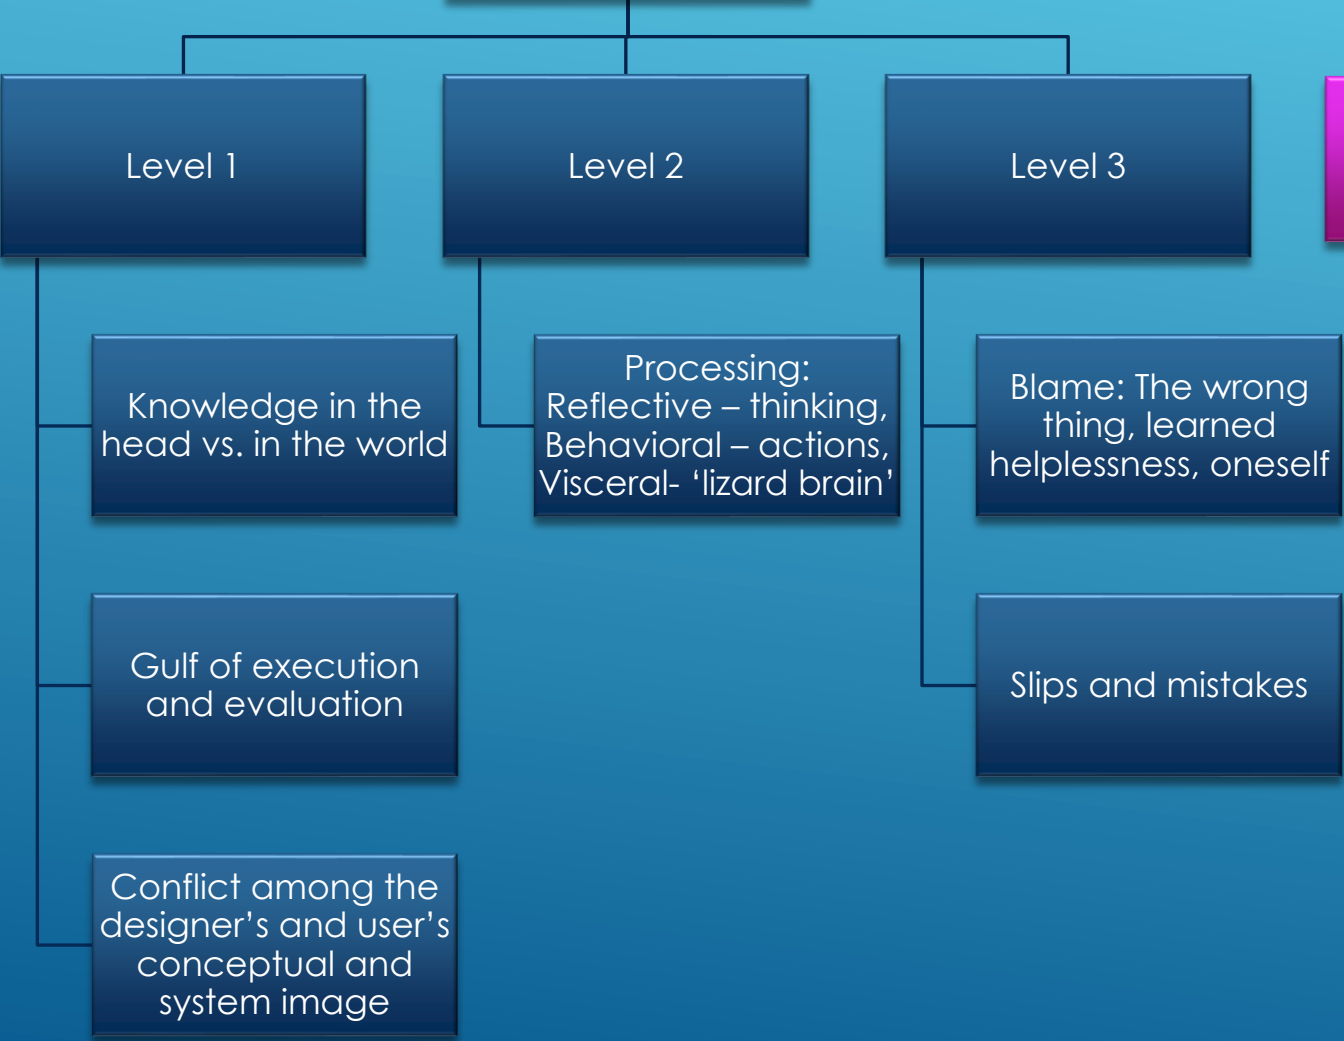 Level 1
Level 2
Level 3
Knowledge in the
head vs. in the world
Processing:
Reflective – thinking,
Behavioral – actions,
Visceral- ‘lizard brain’
Blame: The wrong
thing, learned
helplessness, oneself
Gulf of execution
and evaluation
Slips and mistakes
Conflict among the
designer’s and user’s
conceptual and
system image